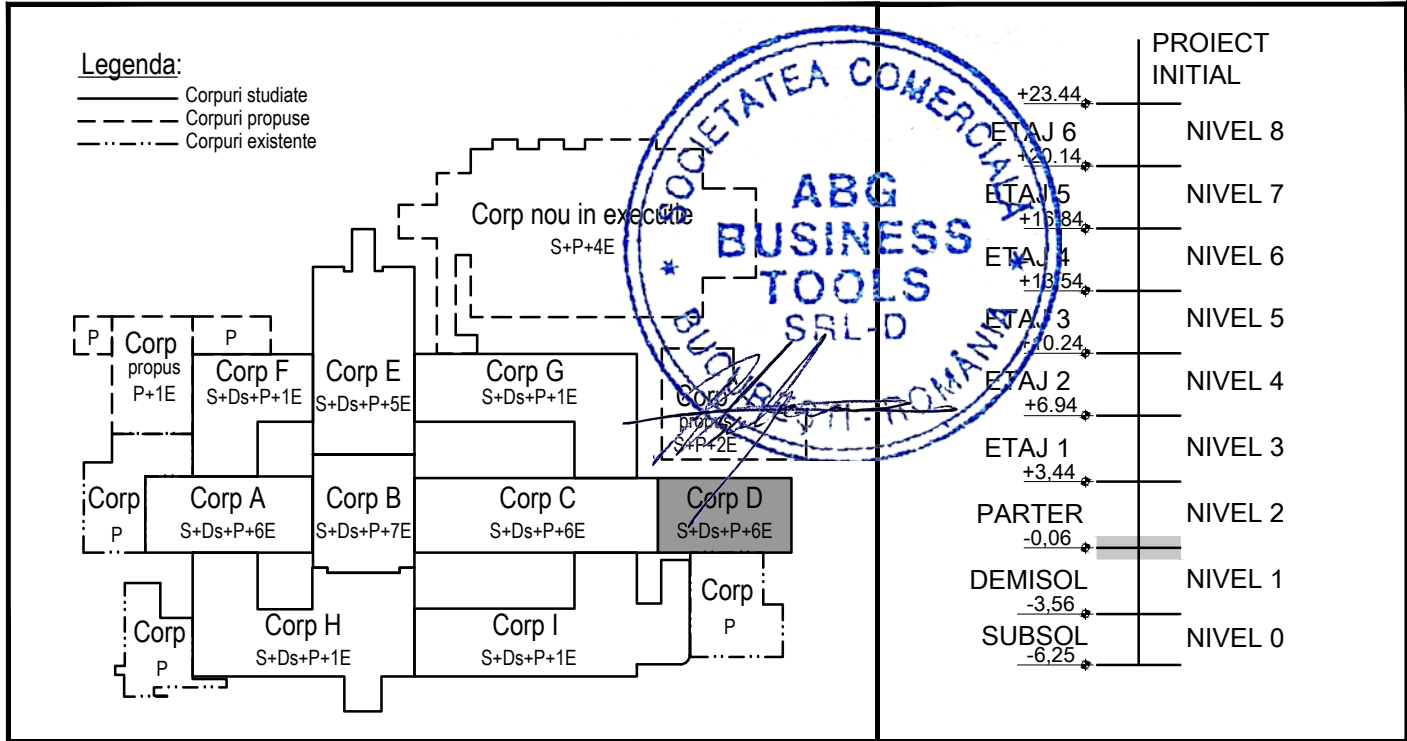 Legenda:
Corpuri studiate
Corpuri propuse
Corpuri existente
Corp nou in executie
S+P+4E
P
Corp
propus
P+1E
P
Corp F
S+Ds+P+1E
Corp E
S+Ds+P+5E
Corp G
S+Ds+P+1E
Corp
propus
S+P+2E
Corp
P
Corp A
S+Ds+P+6E
Corp B
S+Ds+P+7E
Corp C
S+Ds+P+6E
Corp D
S+Ds+P+6E
Corp
P
Corp H
S+Ds+P+1E
Corp I
S+Ds+P+1E
Corp
P
SOCIETATEA COMERCIALĂ
ABG
BUSINESS
TOOLS
SRL-D
BUCUREȘTI - ROMÂNIA
PROIECT
INITIAL
+23.44
ETAJ 6 NIVEL 8
+20.14
ETAJ 5 NIVEL 7
+16.84
ETAJ 4 NIVEL 6
+13.54
ETAJ 3 NIVEL 5
+10.24
ETAJ 2 NIVEL 4
+6.94
ETAJ 1 NIVEL 3
+3,44
PARTER NIVEL 2
-0,06
DEMISOL NIVEL 1
-3,56
SUBSOL NIVEL 0
-6,25